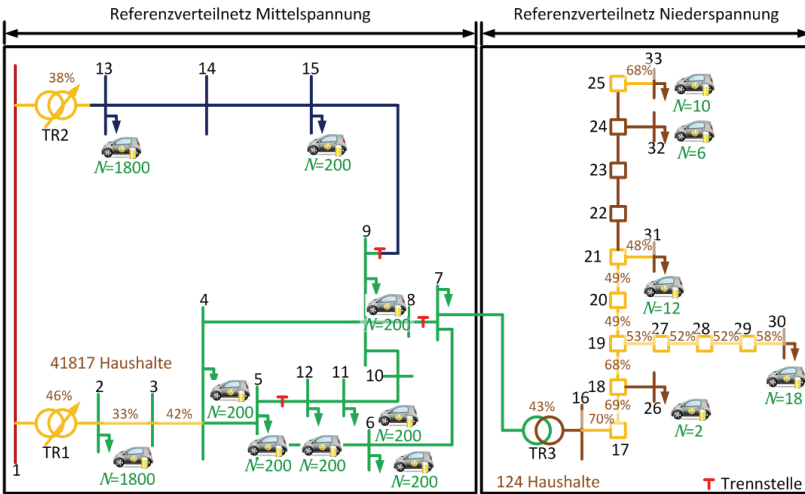 Referenzverteilnetz Mittelspannung
Referenzverteilnetz Niederspannung
38%
TR2
13
N=1800
14
15
N=200
9
N=200
8
7
4
N=200
41817 Haushalte
46%
TR1
1
2
N=1800
33%
3
42%
5
N=200
12
N=200
11
10
N=200
6
N=200
43%
TR3
16
70%
17
124 Haushalte
25
68%
33
N=10
24
32
N=6
23
22
21
48%
31
N=12
49%
20
49%
19
53%
27
52%
28
52%
29
58%
30
N=18
68%
18
69%
26
N=2
Trennstelle